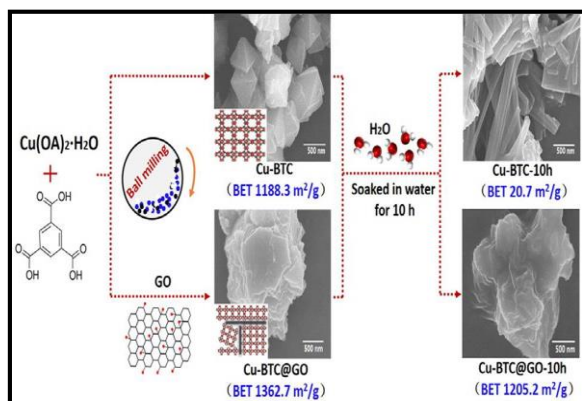 Cu(OA)₂·H₂O
+
O
OH
HO
O
O
OH
Ball milling
GO
500 nm
Cu-BTC
(BET 1188.3 m²/g)
500 nm
Cu-BTC@GO
(BET 1362.7 m²/g)
H₂O
Soaked in water
for 10 h
500 nm
Cu-BTC-10h
(BET 20.7 m²/g)
500 nm
Cu-BTC@GO-10h
(BET 1205.2 m²/g)